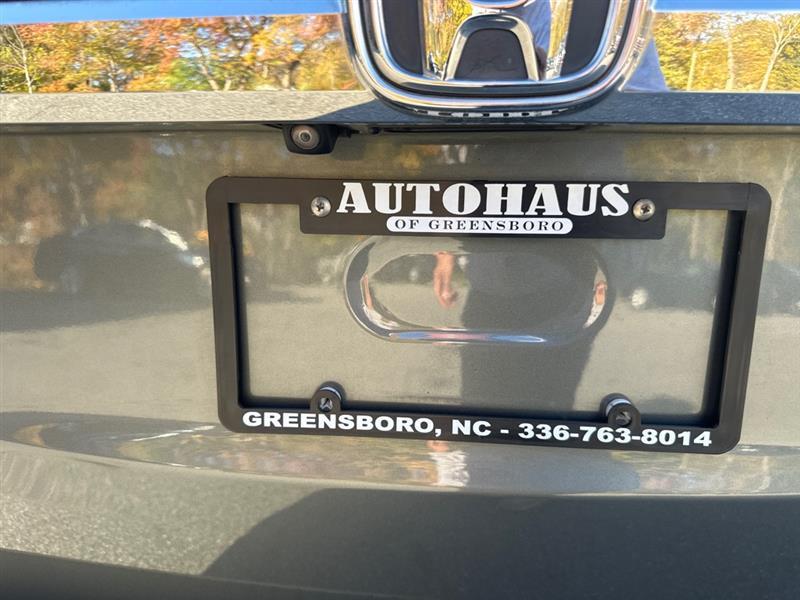 AUTOHAUS
OF GREENSBORO
GREENSBORO, NC - 336-763-8014